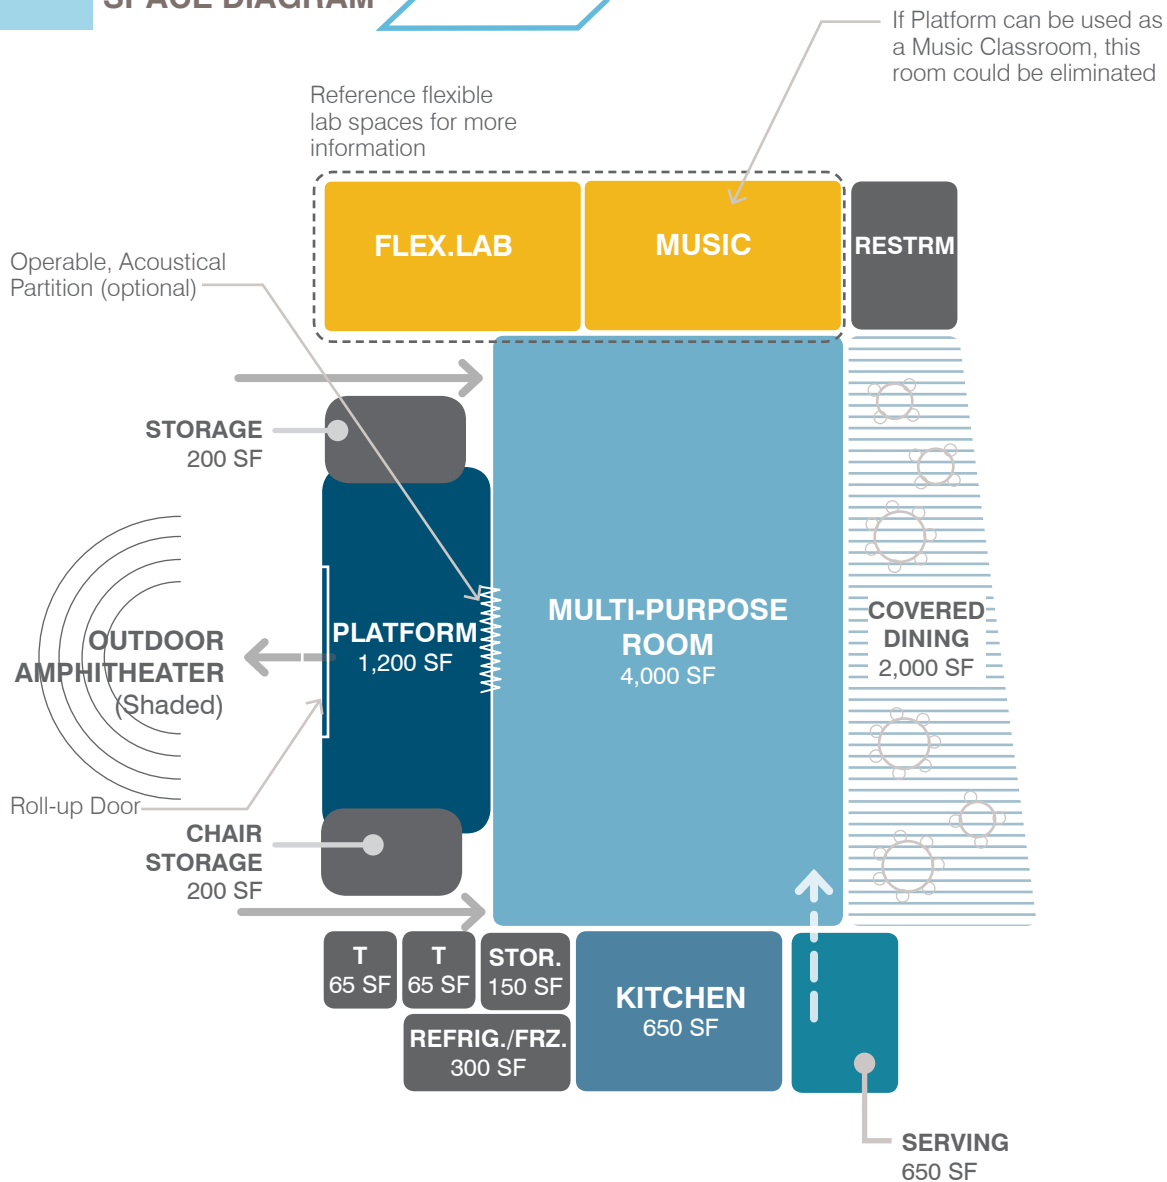 SPACE DIAGRAM
If Platform can be used as
a Music Classroom, this
room could be eliminated
Reference flexible
lab spaces for more
information
FLEX.LAB
MUSIC
RESTRM
Operable, Acoustical
Partition (optional)
STORAGE
200 SF
OUTDOOR
AMPHITHEATER
(Shaded)
PLATFORM
1,200 SF
MULTI-PURPOSE
ROOM
4,000 SF
COVERED
DINING
2,000 SF
Roll-up Door
CHAIR
STORAGE
200 SF
T
65 SF
T
65 SF
STOR.
150 SF
REFRIG./FRZ.
300 SF
KITCHEN
650 SF
SERVING
650 SF